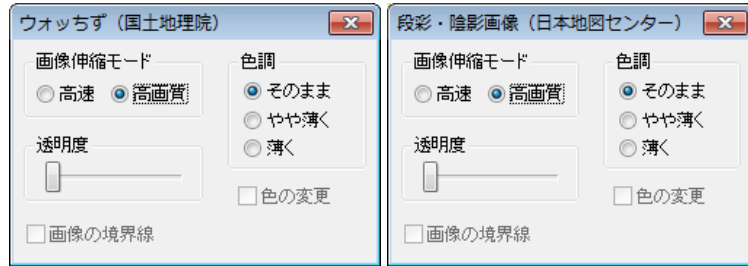 ウォッちず（国土地理院）
画像伸縮モード
高速
高画質
色調
そのまま
やや薄く
薄く
透明度
色の変更
画像の境界線
段彩・陰影画像（日本地図センター）
画像伸縮モード
高速
高画質
色調
そのまま
やや薄く
薄く
透明度
色の変更
画像の境界線